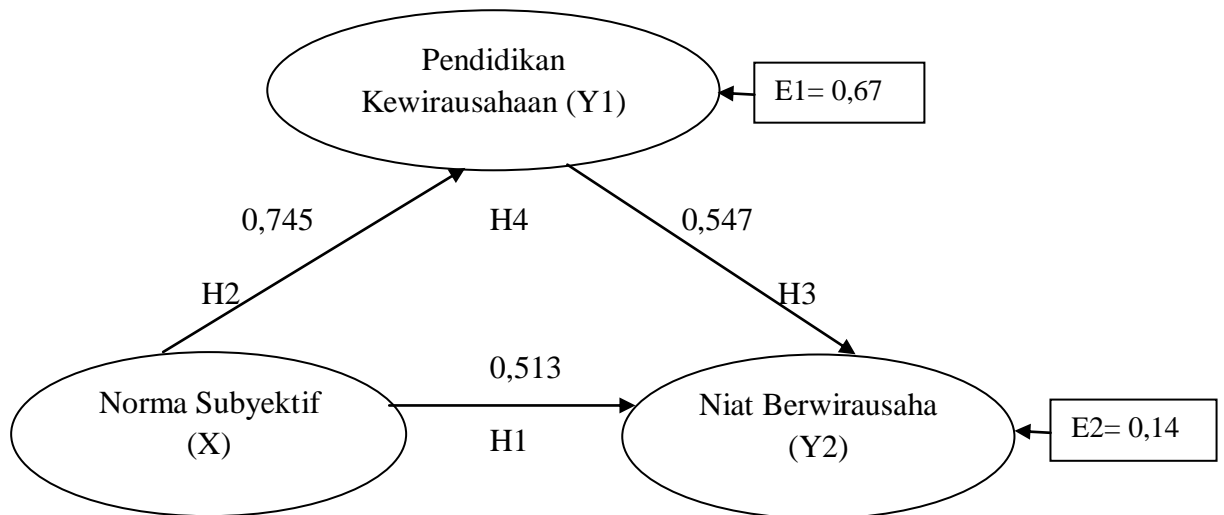 Pendidikan
Kewirausahaan (Y1)
E1= 0,67
0,745
H4
0,547
H2
H3
0,513
Norma Subyektif
(X)
H1
Niat Berwirausaha
(Y2)
E2= 0,14